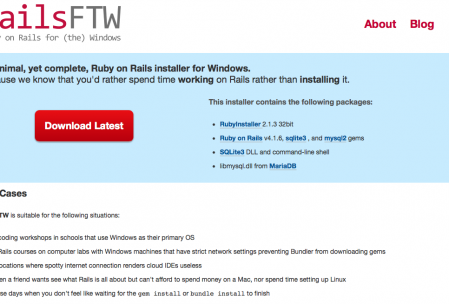 ailsFTW
About Blog
y on Rails for (the) Windows
nimal, yet complete, Ruby on Rails installer for Windows.
ause we know that you'd rather spend time working on Rails rather than installing it.
This installer contains the following packages:
Download Latest
RubyInstaller 2.1.3 32bit
Ruby on Rails v4.1.6, sqlite3 , and mysql2 gems
SQLite3 DLL and command-line shell
libmysql.dll from MariaDB
Cases
TW is suitable for the following situations:
coding workshops in schools that use Windows as their primary OS
Rails courses on computer labs with Windows machines that have strict network settings preventing Bundler from downloading gems
locations where spotty internet connection renders cloud IDEs useless
en a friend wants see what Rails is all about but can't afford to spend money on a Mac, nor spend time setting up Linux
se days when you don't feel like waiting for the gem install or bundle install to finish